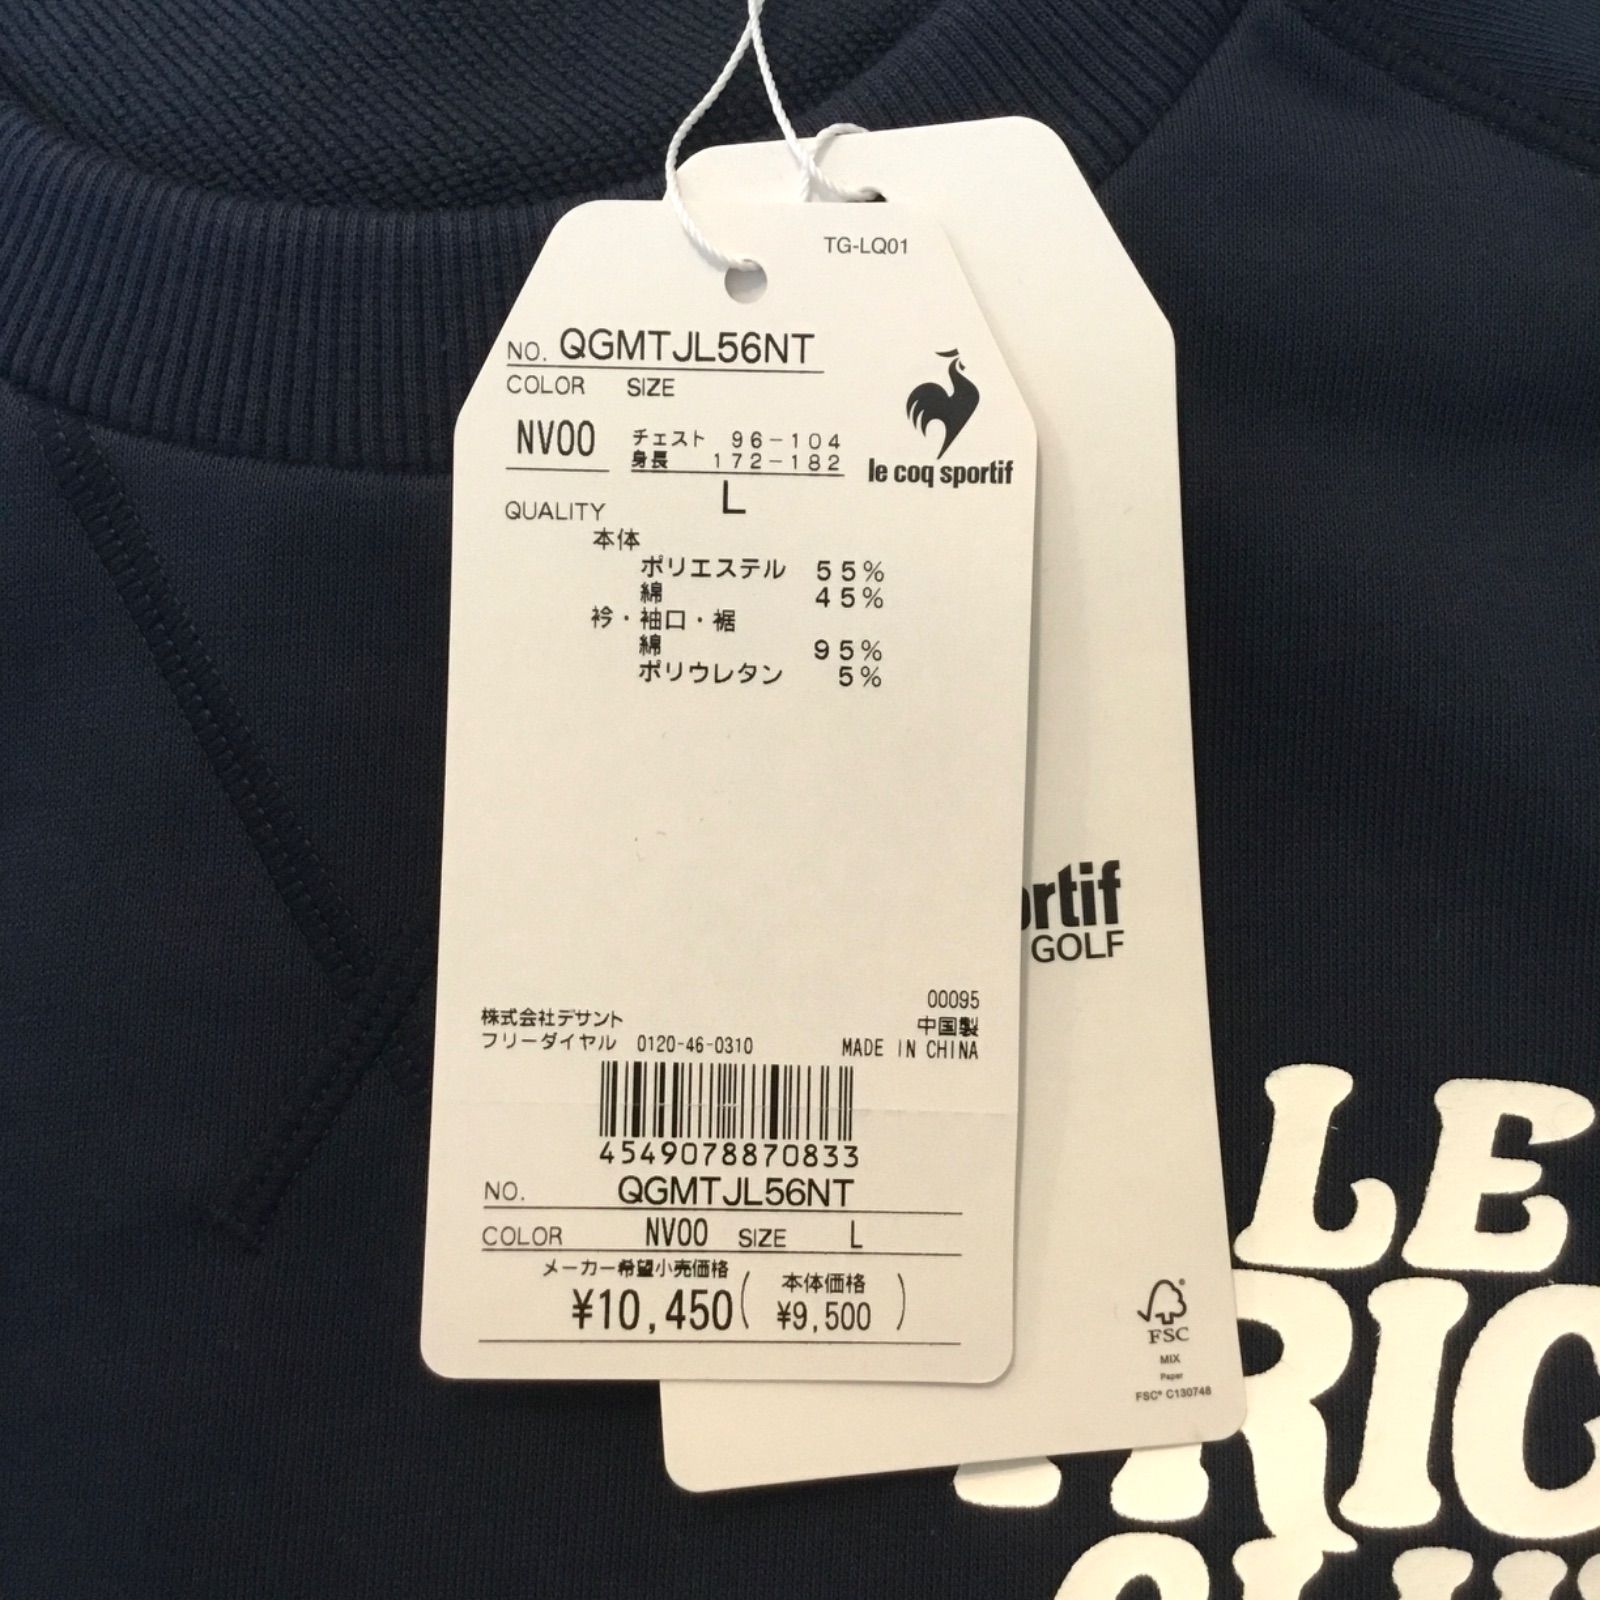 TG-LQ01
NO. QGMTJL56NT
COLOR SIZE
NV00 チェスト 96-104
身長 172-182
le coq sportif
L
QUALITY
本体
ポリエステル 55%
綿 45%
衿・袖口・裾
綿 95%
ポリウレタン 5%
00095
株式会社デサント 中国製
フリーダイヤル 0120-46-0310 MADE IN CHINA
4549078870833
NO. QGMTJL56NT
COLOR NV00 SIZE L
メーカー希望小売価格
¥10,450 (本体価格 ¥9,500)
ortif
GOLF
FSC
MIX
Paper
FSC® C130748
LE
RIC